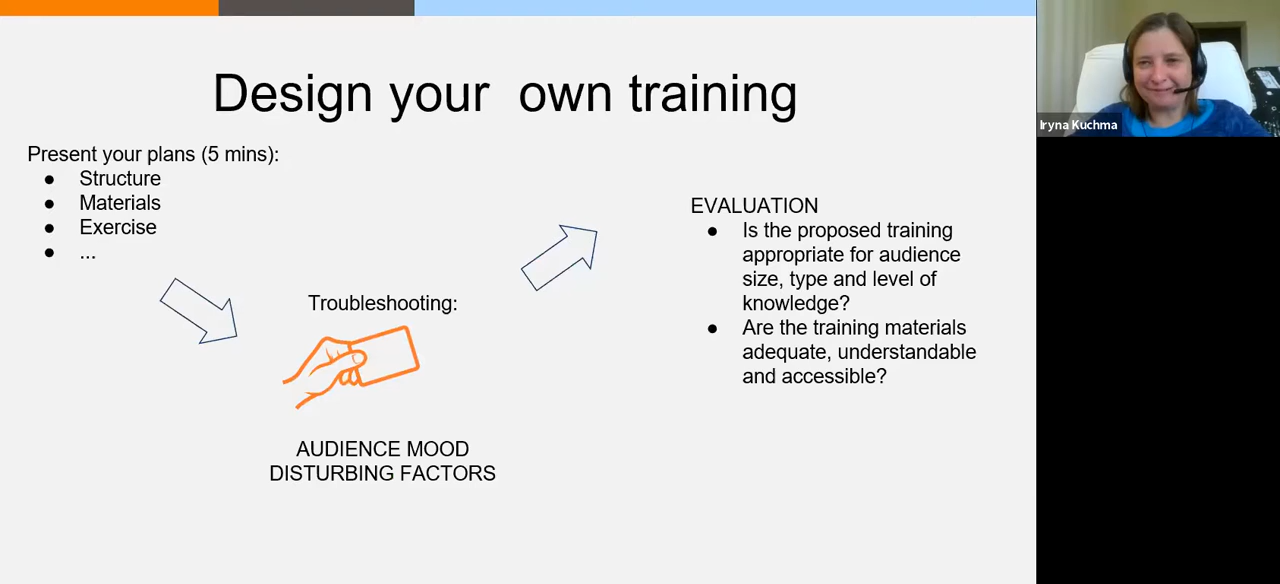 Design your  own training
Present your plans (5 mins):
● Structure
● Materials
● Exercise
● ...
Troubleshooting:
AUDIENCE MOOD
DISTURBING FACTORS
EVALUATION
● Is the proposed training
appropriate for audience
size, type and level of
knowledge?
● Are the training materials
adequate, understandable
and accessible?
Iryna Kuchma